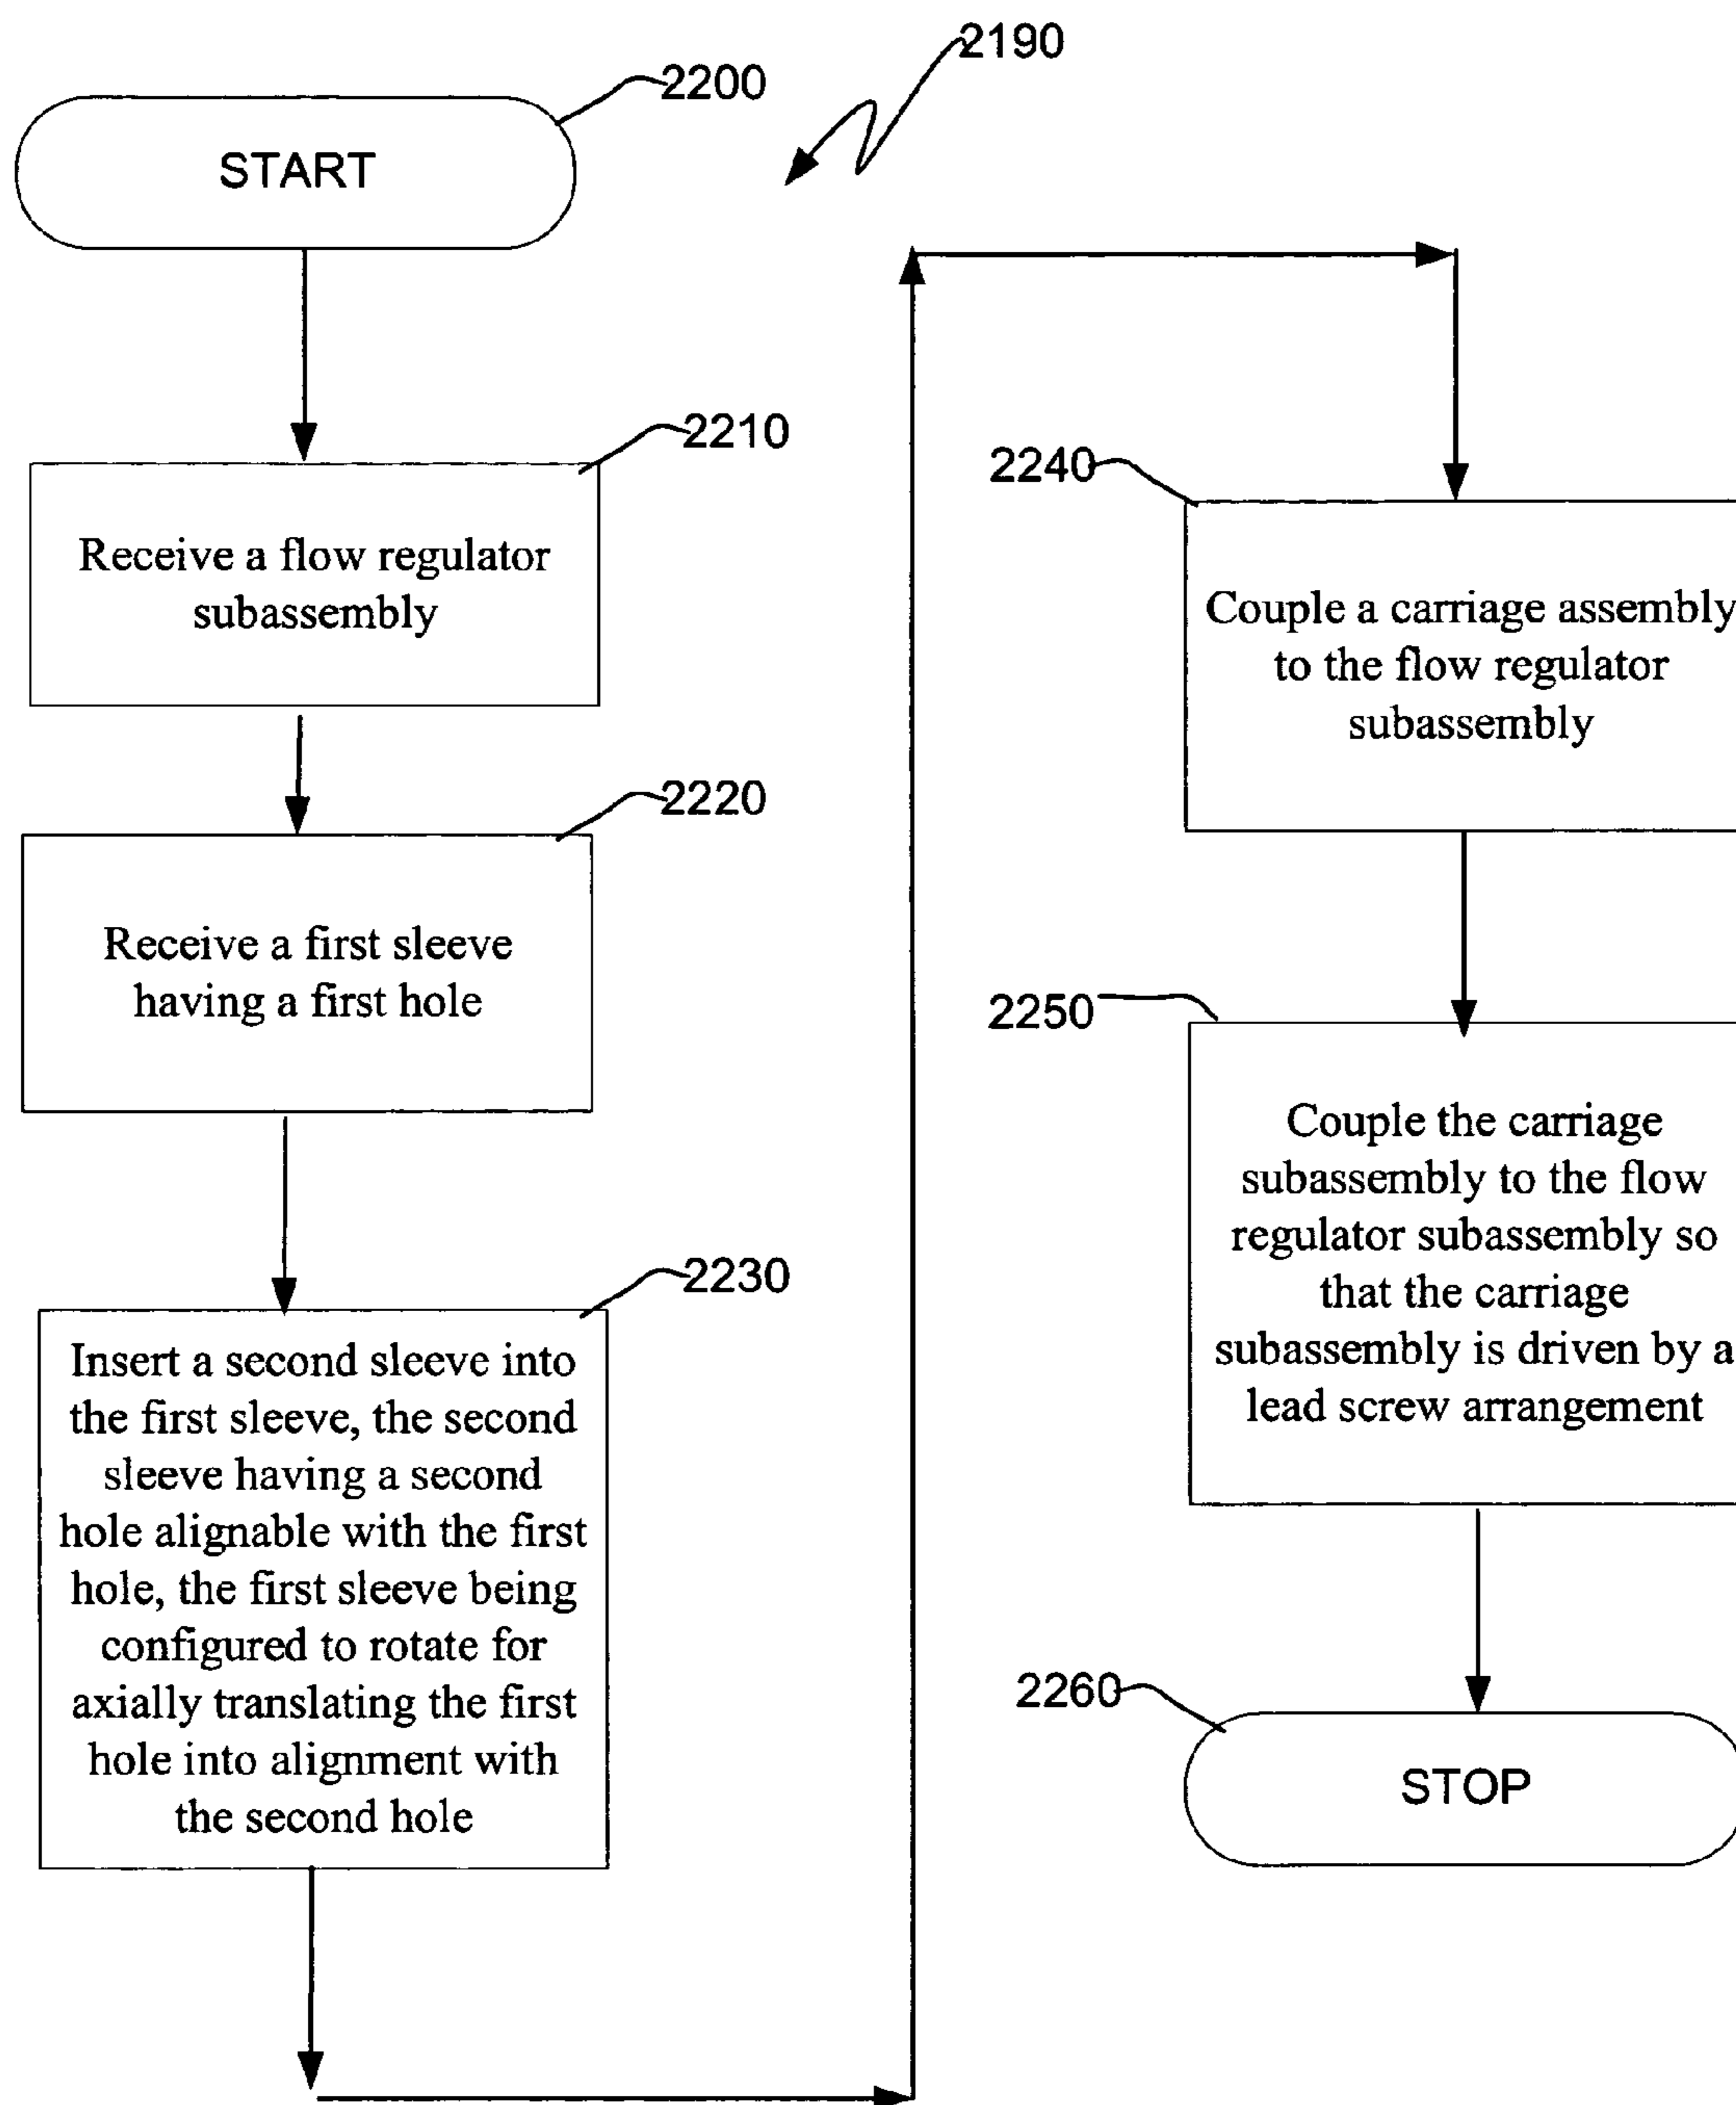 2190
2200
START
2210
Receive a flow regulator
subassembly
2220
Receive a first sleeve
having a first hole
2230
Insert a second sleeve into
the first sleeve, the second
sleeve having a second
hole alignable with the first
hole, the first sleeve being
configured to rotate for
axially translating the first
hole into alignment with
the second hole
2240
Couple a carriage assembly
to the flow regulator
subassembly
2250
Couple the carriage
subassembly to the flow
regulator subassembly so
that the carriage
subassembly is driven by a
lead screw arrangement
2260
STOP